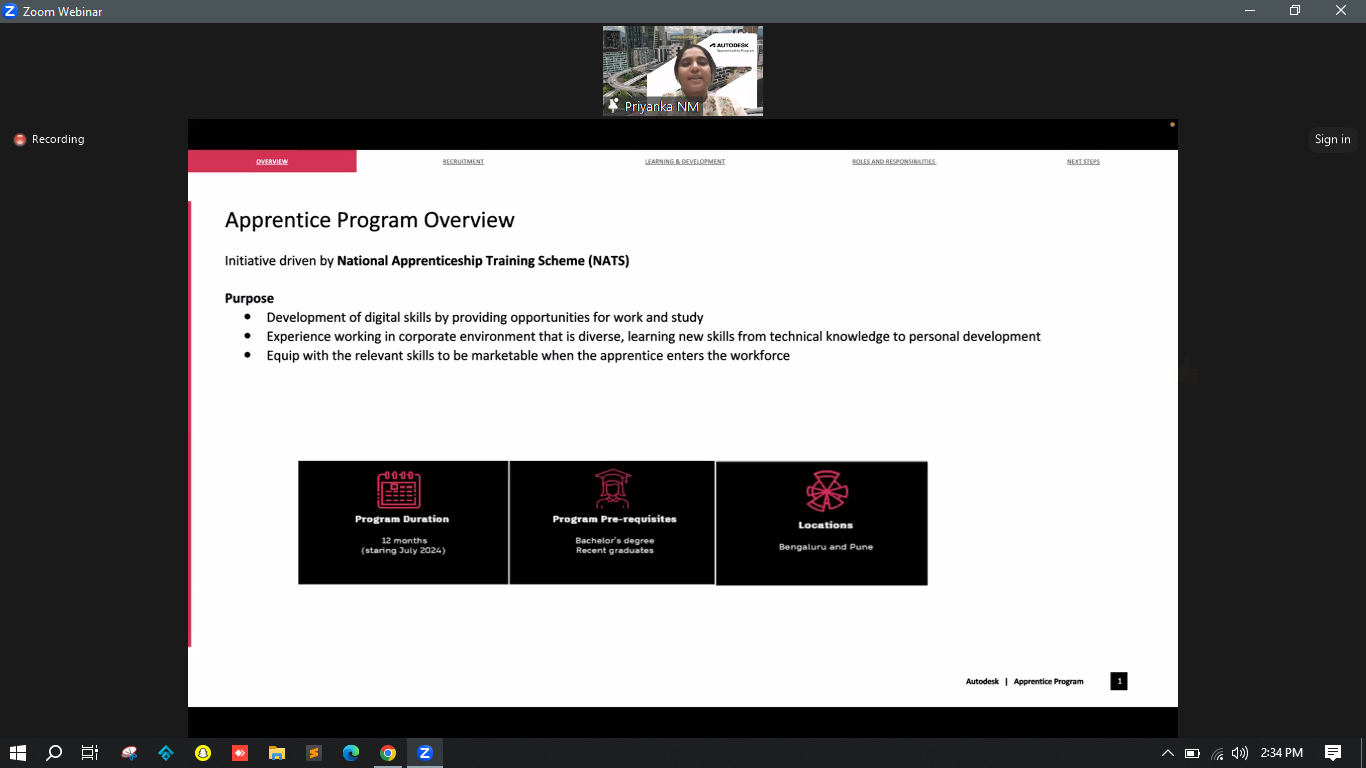 Zoom Webinar
AUTODESK
Priyanka NM
Recording
Sign in
OVERVIEW
RECRUITMENT
LEARNING & DEVELOPMENT
ROLES AND RESPONSIBILITIES
NEXT STEPS
Apprentice Program Overview
Initiative driven by National Apprenticeship Training Scheme (NATS)
Purpose
• Development of digital skills by providing opportunities for work and study
• Experience working in corporate environment that is diverse, learning new skills from technical knowledge to personal development
• Equip with the relevant skills to be marketable when the apprentice enters the workforce
Program Duration
12 months
(staring July 2024)
Program Pre-requisites
Bachelor's degree
Recent graduates
Locations
Bengaluru and Pune
Autodesk | Apprentice Program
1
2:34 PM